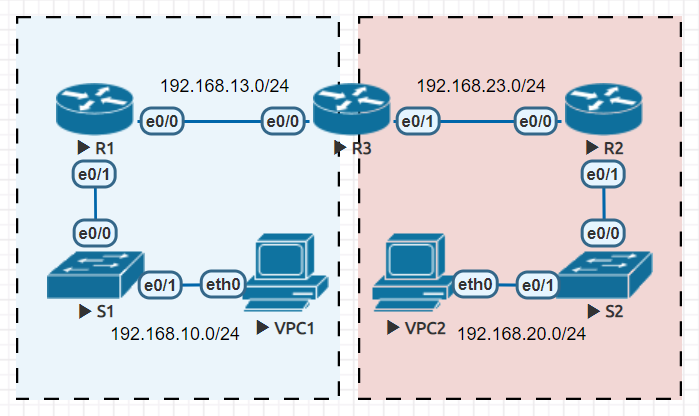 192.168.13.0/24
192.168.23.0/24
e0/0
e0/0
e0/1
e0/0
R1
R3
R2
e0/1
e0/1
e0/0
e0/0
e0/1
eth0
eth0
e0/1
S1
S2
192.168.10.0/24
VPC1
VPC2
192.168.20.0/24